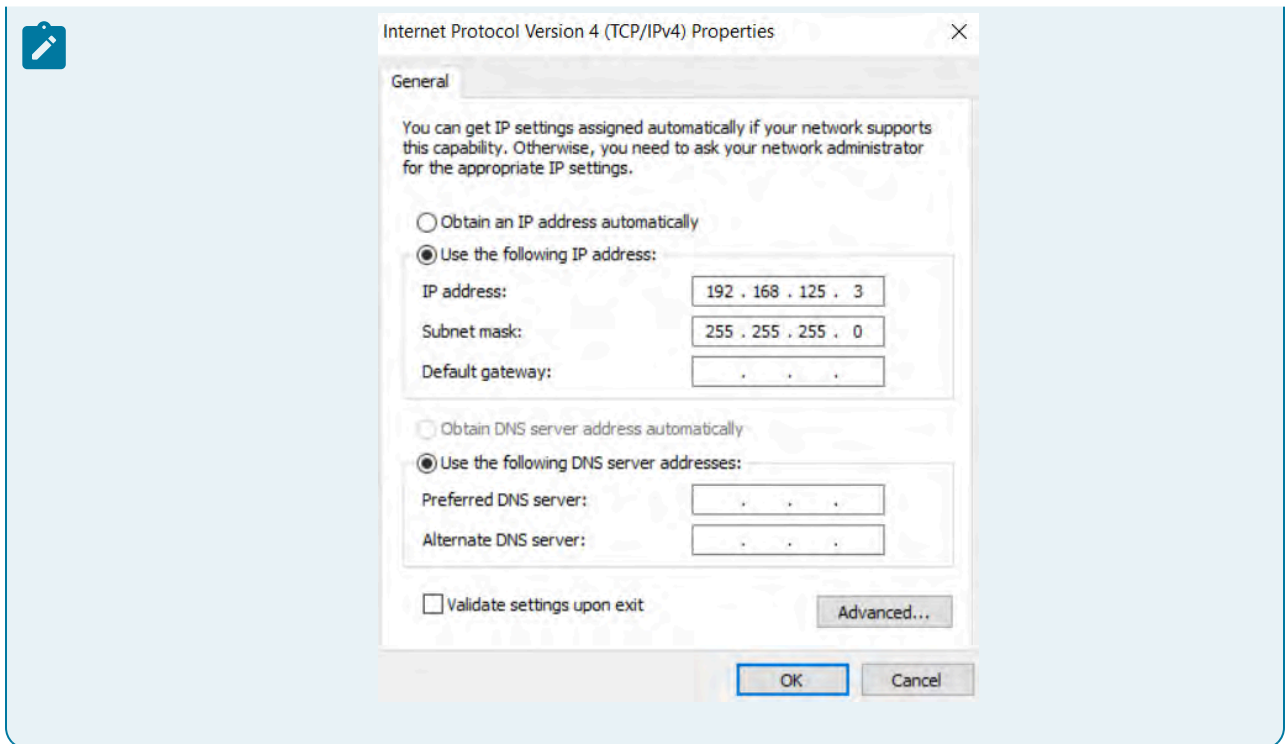 Internet Protocol Version 4 (TCP/IPv4) Properties
General
You can get IP settings assigned automatically if your network supports
this capability. Otherwise, you need to ask your network administrator
for the appropriate IP settings.
Obtain an IP address automatically
Use the following IP address:
IP address: 192 . 168 . 125 . 3
Subnet mask: 255 . 255 . 255 . 0
Default gateway: . . .
Obtain DNS server address automatically
Use the following DNS server addresses:
Preferred DNS server: . . .
Alternate DNS server: . . .
Validate settings upon exit
Advanced...
OK Cancel